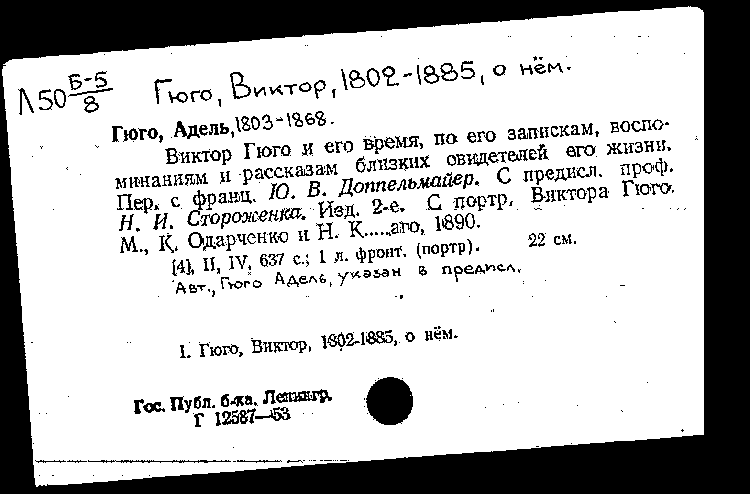 Л50 Б-5/8 Гюго, Виктор, 1802-1885, о нём.
Гюго, Адель, 1803-1868.
Виктор Гюго и его время, по его запискам, воспо-
минаниям и рассказам близких свидетелей его жизни.
Пер. с франц. Ю. В. Доппельмайер. С предисл. проф.
Н. И. Стороженка. Изд. 2-е. С портр. Виктора Гюго.
М., К. Одарченко и Н. К.....аго, 1890.
[4], II, IV, 637 с.; 1 л. фронт. (портр). 22 см.
Авт., Гюго Адель, указан в предисл.
1. Гюго, Виктор, 1802-1885, о нём.
Гос. Публ. б-ка. Ленингр.
Г 12587—53